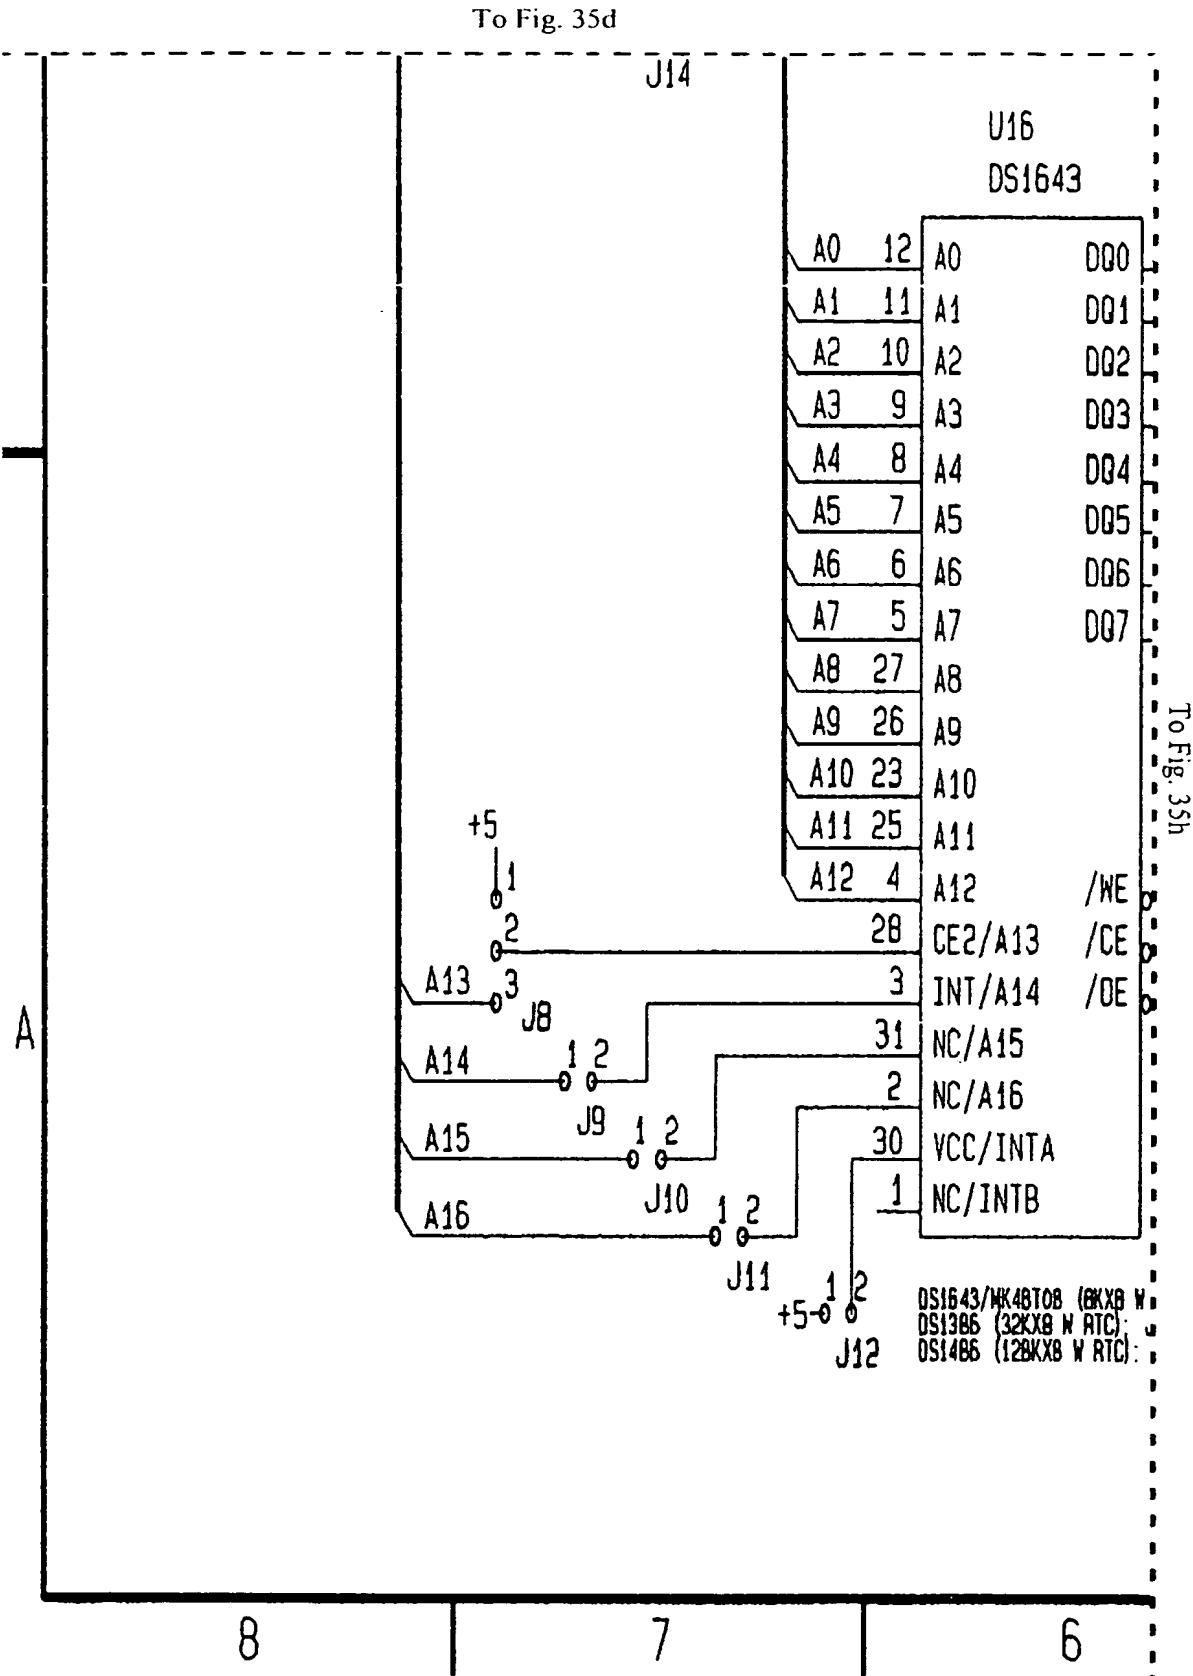 To Fig. 35d
J14
U16
DS1643
A0 12 A0 DQ0
A1 11 A1 DQ1
A2 10 A2 DQ2
A3 9 A3 DQ3
A4 8 A4 DQ4
A5 7 A5 DQ5
A6 6 A6 DQ6
A7 5 A7 DQ7
A8 27 A8
A9 26 A9
To Fig. 35h
A10 23 A10
+5 A11 25 A11
1 A12 4 A12 /WE
2 28 CE2/A13 /CE
A13 3 3 INT/A14 /OE
J8
A 31 NC/A15
A14 1 2
J9
2 NC/A16
A15 1 2 30 VCC/INTA
J10
1 NC/INTB
A16 1 2
J11
+5 1 2
J12
DS1643/MK48T08 (8KX8 W
DS1386 (32KX8 W RTC):
DS1486 (128KX8 W RTC):
8 7 6